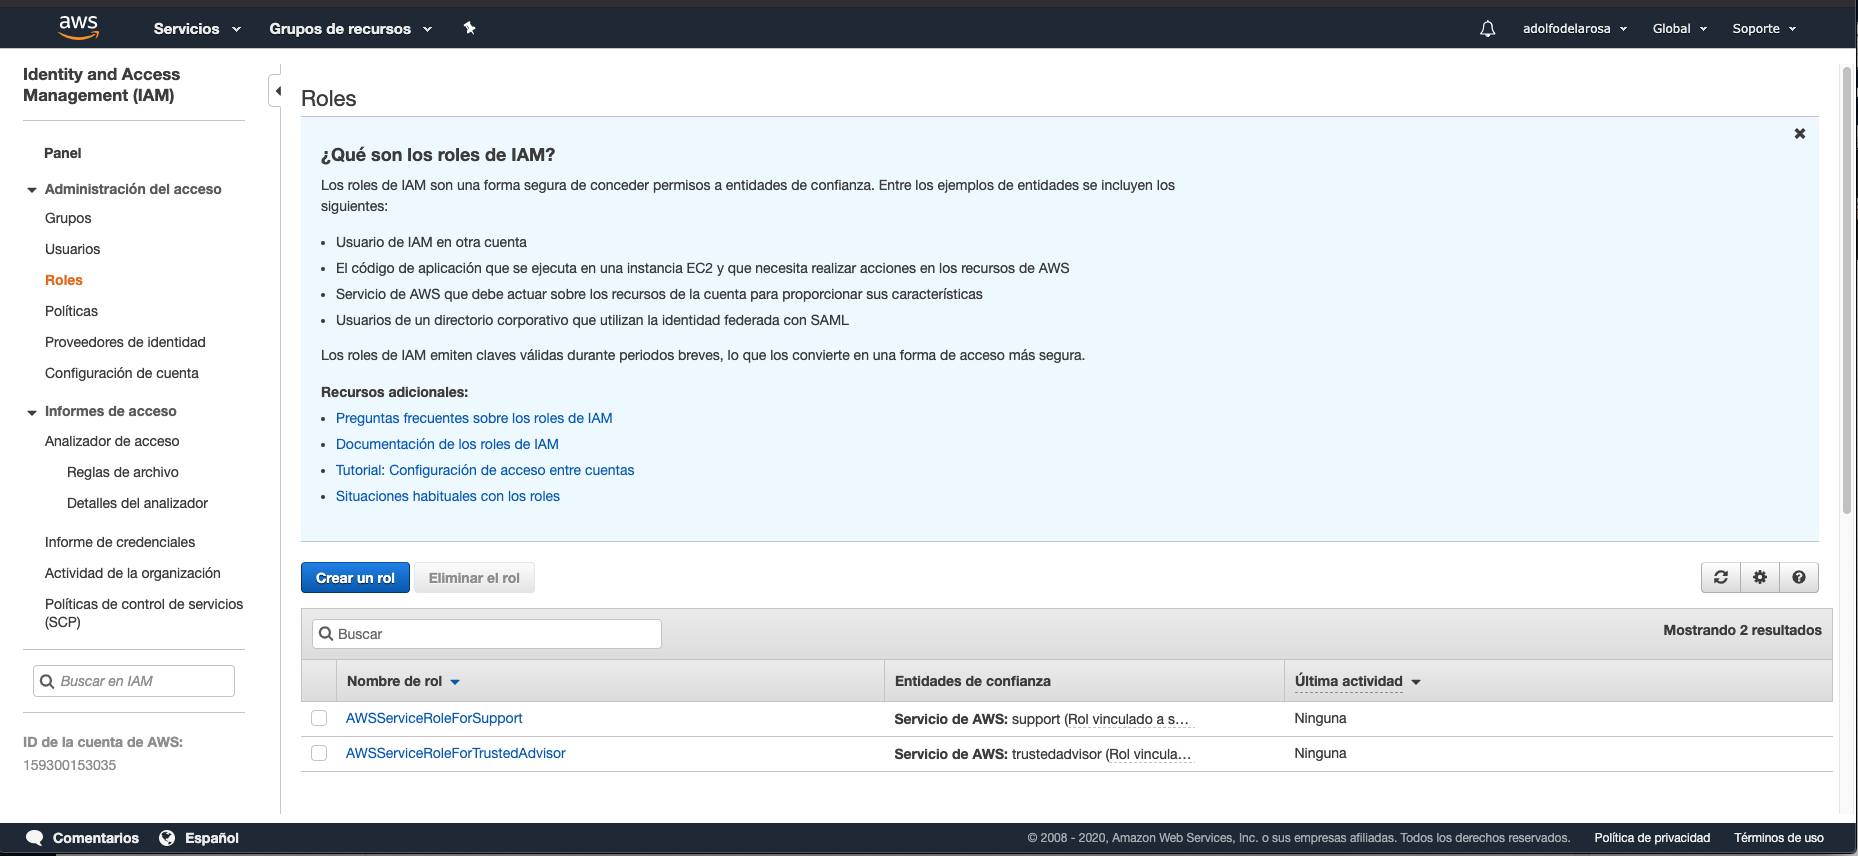 aws
Servicios
Grupos de recursos
adolfodelarosa
Global
Soporte
Identity and Access
Management (IAM)
Panel
Administración del acceso
Grupos
Usuarios
Roles
Políticas
Proveedores de identidad
Configuración de cuenta
Informes de acceso
Analizador de acceso
Reglas de archivo
Detalles del analizador
Informe de credenciales
Actividad de la organización
Políticas de control de servicios
(SCP)
Buscar en IAM
ID de la cuenta de AWS:
159300153035
Roles
¿Qué son los roles de IAM?
Los roles de IAM son una forma segura de conceder permisos a entidades de confianza. Entre los ejemplos de entidades se incluyen los
siguientes:
• Usuario de IAM en otra cuenta
• El código de aplicación que se ejecuta en una instancia EC2 y que necesita realizar acciones en los recursos de AWS
• Servicio de AWS que debe actuar sobre los recursos de la cuenta para proporcionar sus características
• Usuarios de un directorio corporativo que utilizan la identidad federada con SAML
Los roles de IAM emiten claves válidas durante periodos breves, lo que los convierte en una forma de acceso más segura.
Recursos adicionales:
• Preguntas frecuentes sobre los roles de IAM
• Documentación de los roles de IAM
• Tutorial: Configuración de acceso entre cuentas
• Situaciones habituales con los roles
Crear un rol
Eliminar el rol
Buscar
Mostrando 2 resultados
Nombre de rol
Entidades de confianza
Última actividad
AWSServiceRoleForSupport
Servicio de AWS: support (Rol vinculado a s…
Ninguna
AWSServiceRoleForTrustedAdvisor
Servicio de AWS: trustedadvisor (Rol vincula…
Ninguna
Comentarios
Español
© 2008 - 2020, Amazon Web Services, Inc. o sus empresas afiliadas. Todos los derechos reservados.
Política de privacidad
Términos de uso